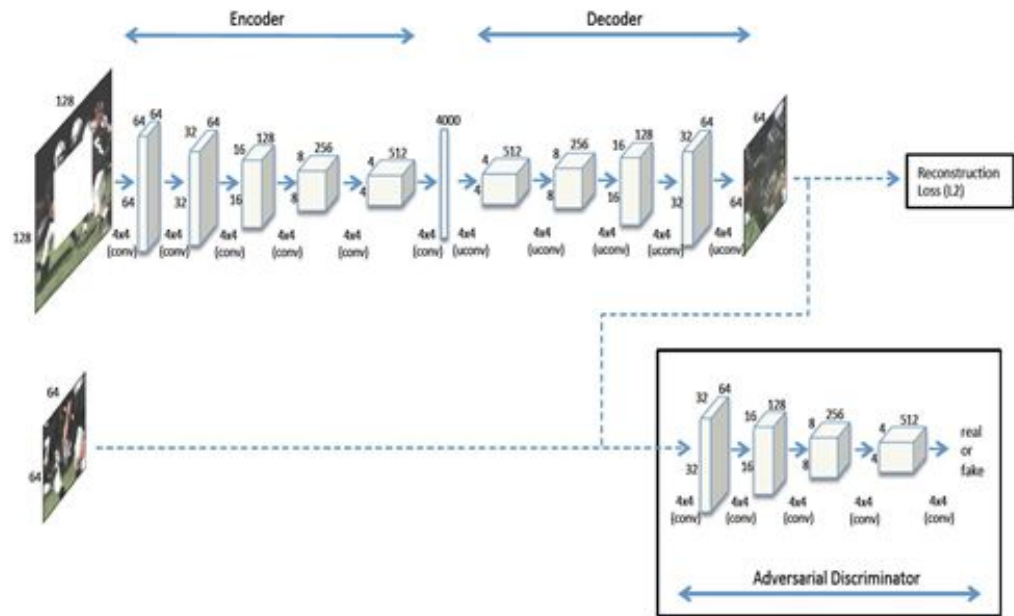 Encoder
Decoder
128
128
64 64
64
4x4
(conv)
32 64
32
4x4
(conv)
16 128
16
4x4
(conv)
8 256
8
4x4
(conv)
4 512
4
4x4
(conv)
4000
4x4
(conv)
4 512
4
4x4
(uconv)
8 256
8
4x4
(uconv)
16 128
16
4x4
(uconv)
32 64
32
4x4
(uconv)
64
64
4x4
(uconv)
Reconstruction
Loss (L2)
64
64
32 64
32
4x4
(conv)
16 128
16
4x4
(conv)
8 256
8
4x4
(conv)
4 512
4
4x4
(conv)
real
or
fake
4x4
(conv)
Adversarial Discriminator